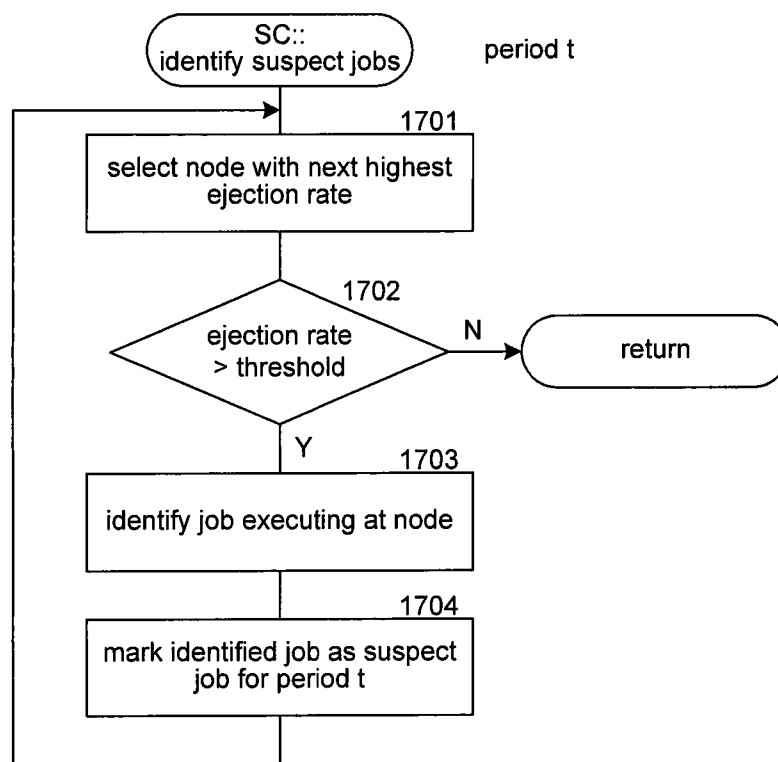 SC::
identify suspect jobs
period t
1701
select node with next highest
ejection rate
1702
ejection rate
> threshold
N
return
Y
1703
identify job executing at node
1704
mark identified job as suspect
job for period t